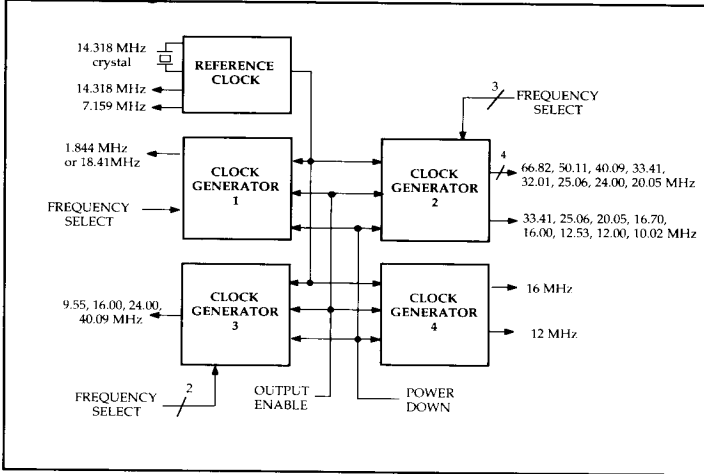 14.318 MHz
crystal
REFERENCE
CLOCK
14.318 MHz
7.159 MHz
3
FREQUENCY
SELECT
1.844 MHz
or 18.41MHz
CLOCK
GENERATOR
1
FREQUENCY
SELECT
CLOCK
GENERATOR
2
4
66.82, 50.11, 40.09, 33.41,
32.01, 25.06, 24.00, 20.05 MHz
33.41, 25.06, 20.05, 16.70,
16.00, 12.53, 12.00, 10.02 MHz
9.55, 16.00, 24.00,
40.09 MHz
CLOCK
GENERATOR
3
CLOCK
GENERATOR
4
16 MHz
12 MHz
2
FREQUENCY
SELECT
OUTPUT
ENABLE
POWER
DOWN